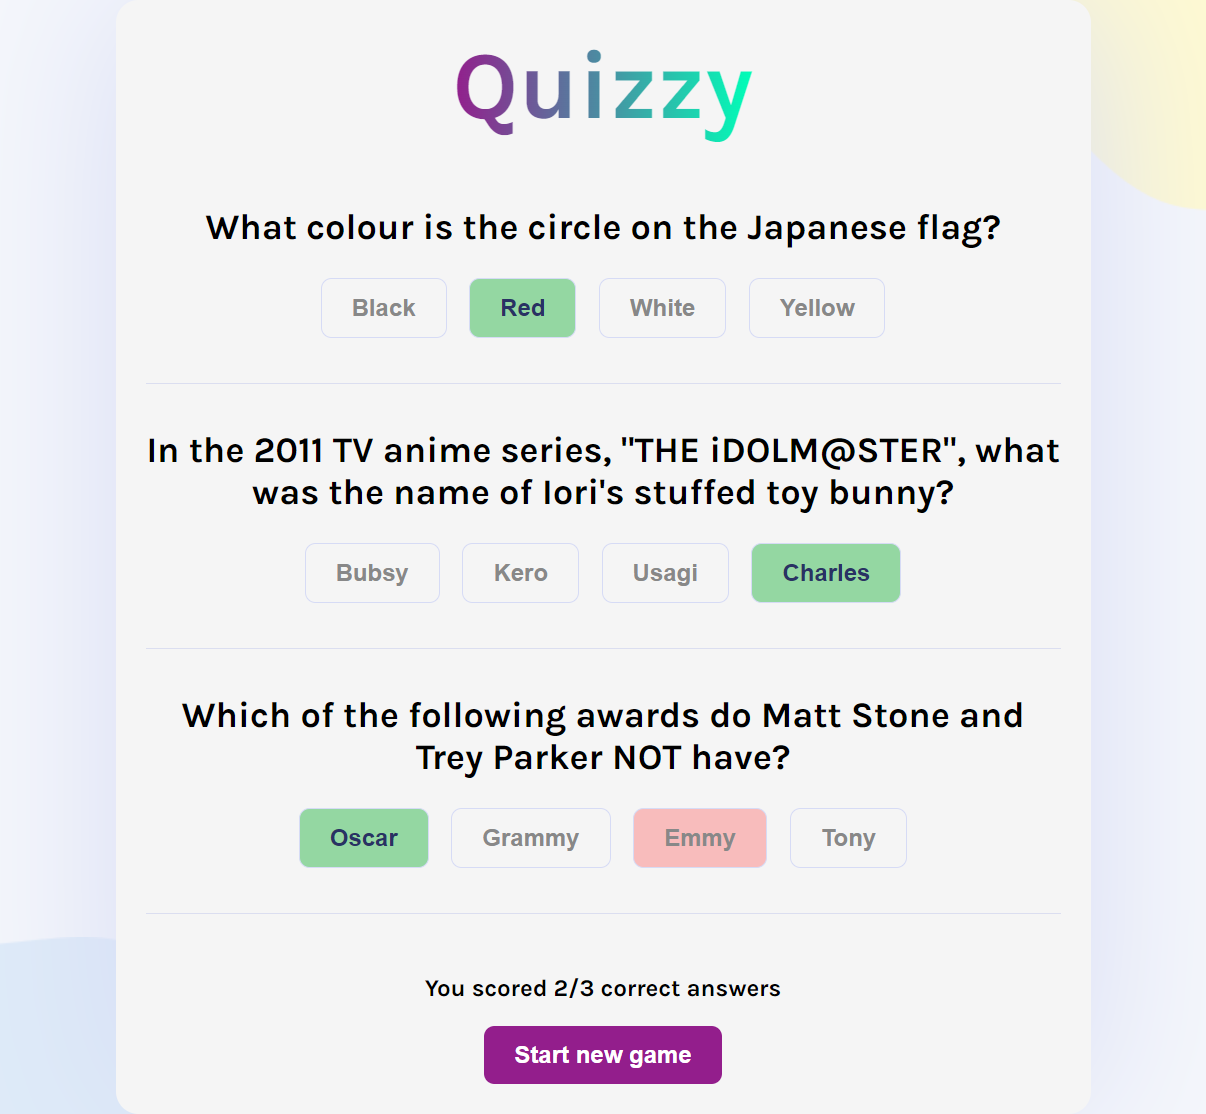 Quizzy
What colour is the circle on the Japanese flag?
Black Red White Yellow
In the 2011 TV anime series, "THE iDOLM@STER", what
was the name of Iori's stuffed toy bunny?
Bubsy Kero Usagi Charles
Which of the following awards do Matt Stone and
Trey Parker NOT have?
Oscar Grammy Emmy Tony
You scored 2/3 correct answers
Start new game